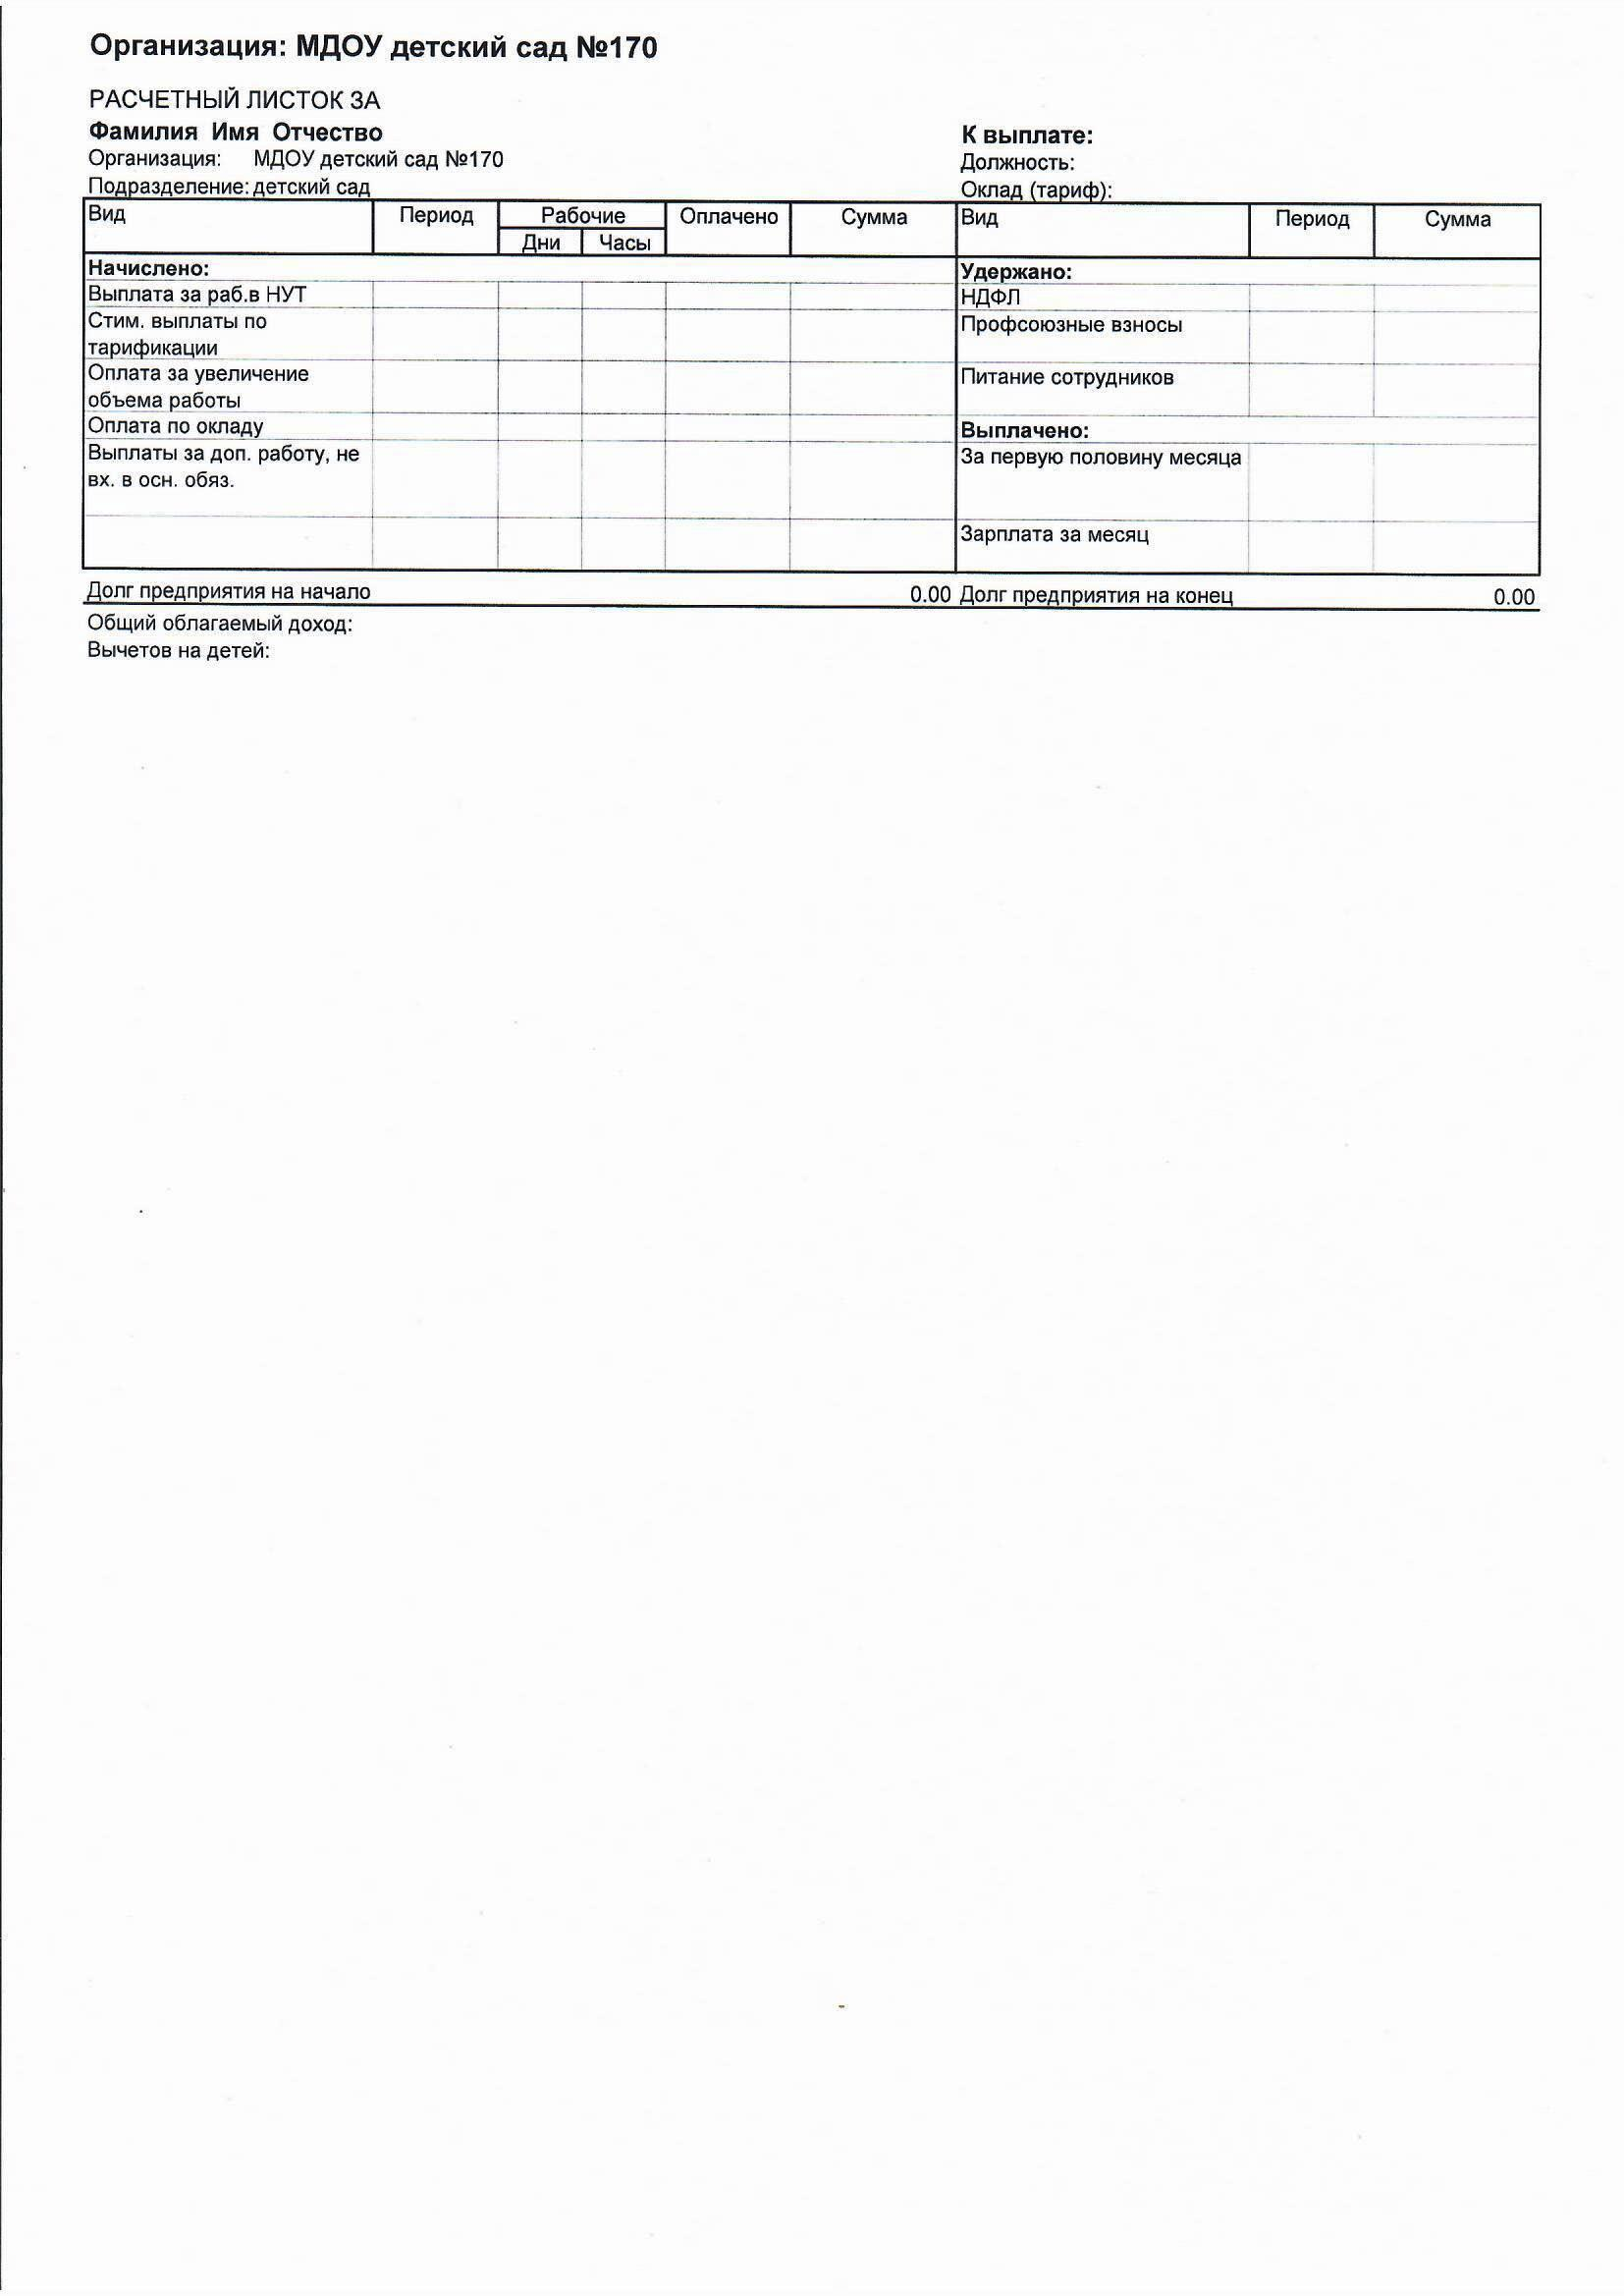 Организация: МДОУ детский сад №170
РАСЧЕТНЫЙ ЛИСТОК ЗА
Фамилия Имя Отчество
К выплате:
Организация: МДОУ детский сад №170
Должность:
Подразделение: детский сад
Оклад (тариф):
Вид Период Рабочие Оплачено Сумма Вид Период Сумма
Дни Часы
Начислено: Удержано:
Выплата за раб.в НУТ НДФЛ
Стим. выплаты по Профсоюзные взносы
тарификации
Оплата за увеличение Питание сотрудников
объема работы
Оплата по окладу Выплачено:
Выплаты за доп. работу, не За первую половину месяца
вх. в осн. обяз.
Зарплата за месяц
Долг предприятия на начало 0.00 Долг предприятия на конец 0.00
Общий облагаемый доход:
Вычетов на детей: